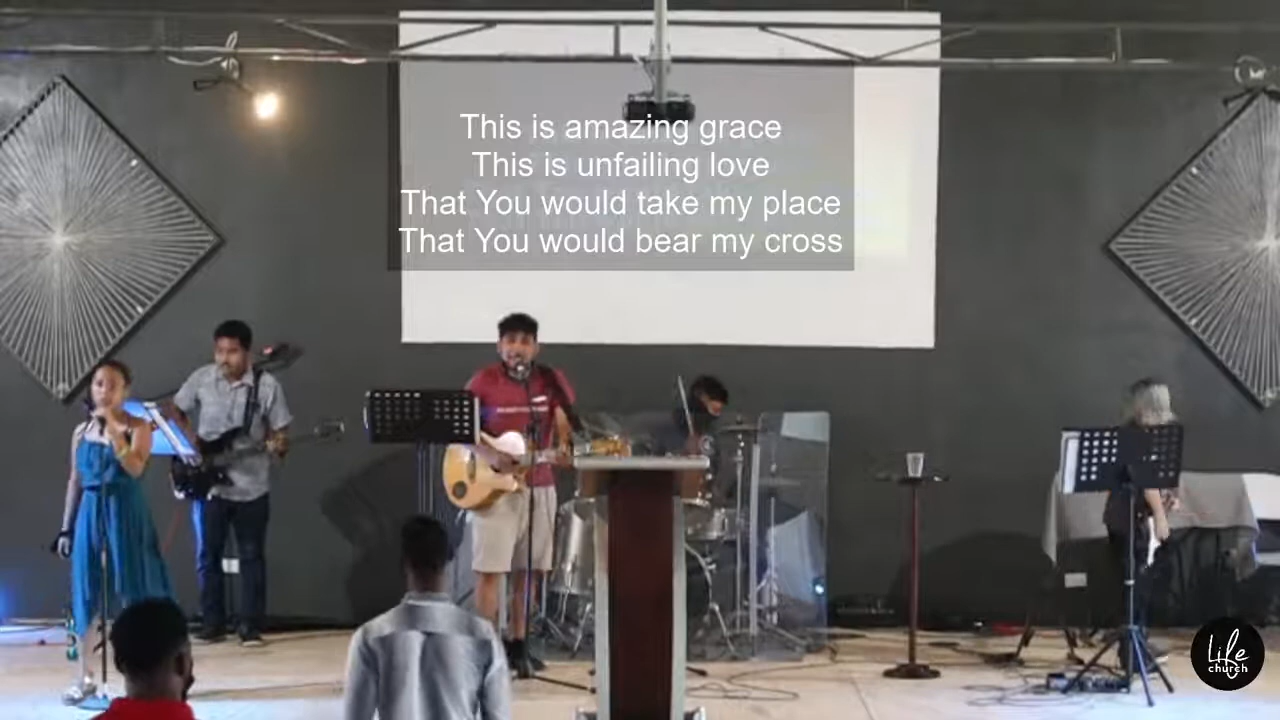 This is amazing grace
This is unfailing love
That You would take my place
That You would bear my cross
Life
church